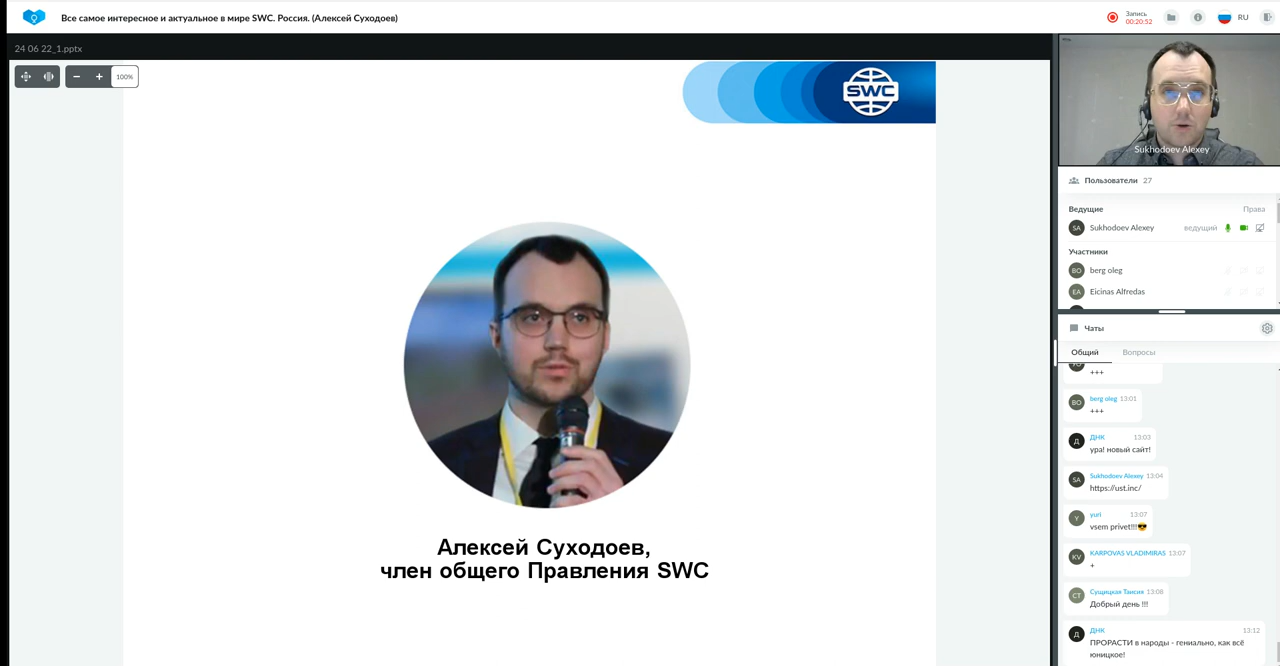 Все самое интересное и актуальное в мире SWC. Россия. (Алексей Суходоев)
Запись
00:20:52
RU
24 06 22_1.pptx
100%
SWC
Алексей Суходоев,
член общего Правления SWC
Sukhodoev Alexey
Пользователи 27
Ведущие Права
SA Sukhodoev Alexey ведущий
Участники
BO berg oleg
EA Eicinas Alfredas
Чаты
Общий Вопросы
+++
BO berg oleg 13:01
+++
Д ДНК 13:03
ура! новый сайт!
SA Sukhodoev Alexey 13:04
https://ust.inc/
Y yuri 13:07
vsem privet!!!😎
KV KARPOVAS VLADIMIRAS 13:07
+
СТ Сущицкая Таисия 13:08
Добрый день !!!
Д ДНК 13:12
ПРОРАСТИ в народы - гениально, как всё
юницкое!